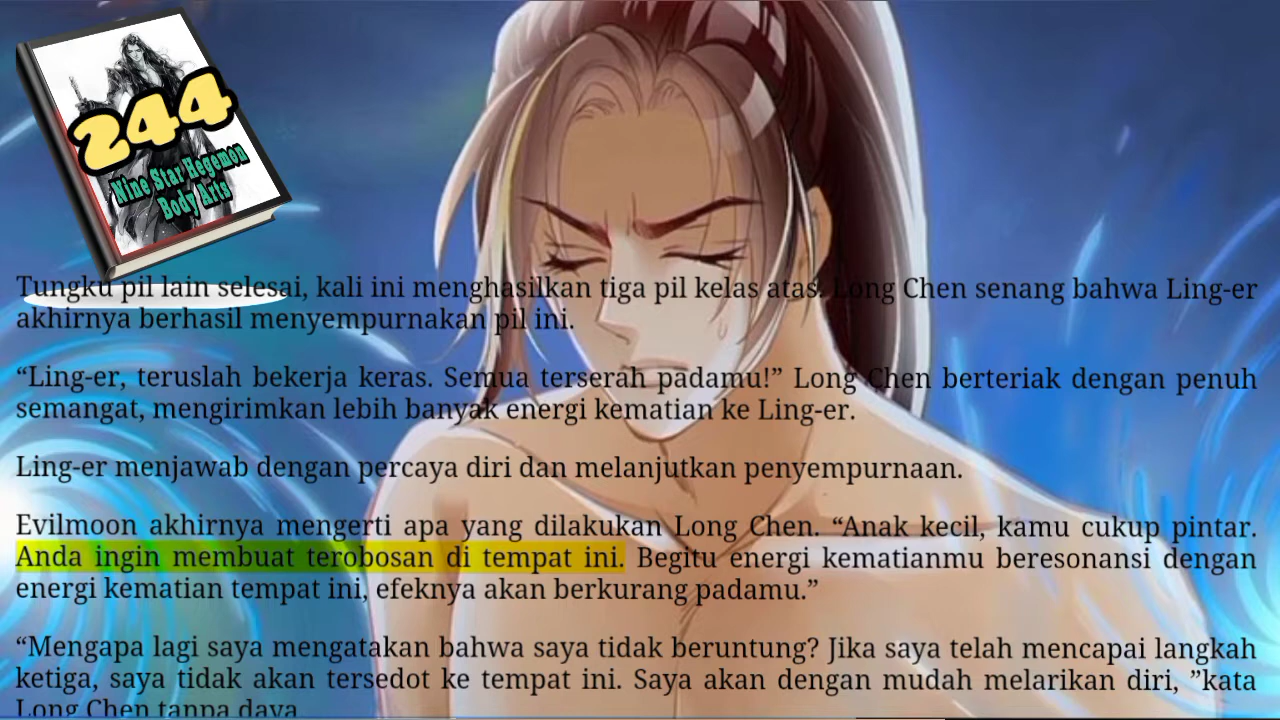 244
Nine Star Hegemon
Body Arts
Tungku pil lain selesai, kali ini menghasilkan tiga pil kelas atas. Long Chen senang bahwa Ling-er
akhirnya berhasil menyempurnakan pil ini.
“Ling-er, teruslah bekerja keras. Semua terserah padamu!” Long Chen berteriak dengan penuh
semangat, mengirimkan lebih banyak energi kematian ke Ling-er.
Ling-er menjawab dengan percaya diri dan melanjutkan penyempurnaan.
Evilmoon akhirnya mengerti apa yang dilakukan Long Chen. “Anak kecil, kamu cukup pintar.
Anda ingin membuat terobosan di tempat ini. Begitu energi kematianmu beresonansi dengan
energi kematian tempat ini, efeknya akan berkurang padamu.”
“Mengapa lagi saya mengatakan bahwa saya tidak beruntung? Jika saya telah mencapai langkah
ketiga, saya tidak akan tersedot ke tempat ini. Saya akan dengan mudah melarikan diri, ”kata
Long Chen tanpa daya